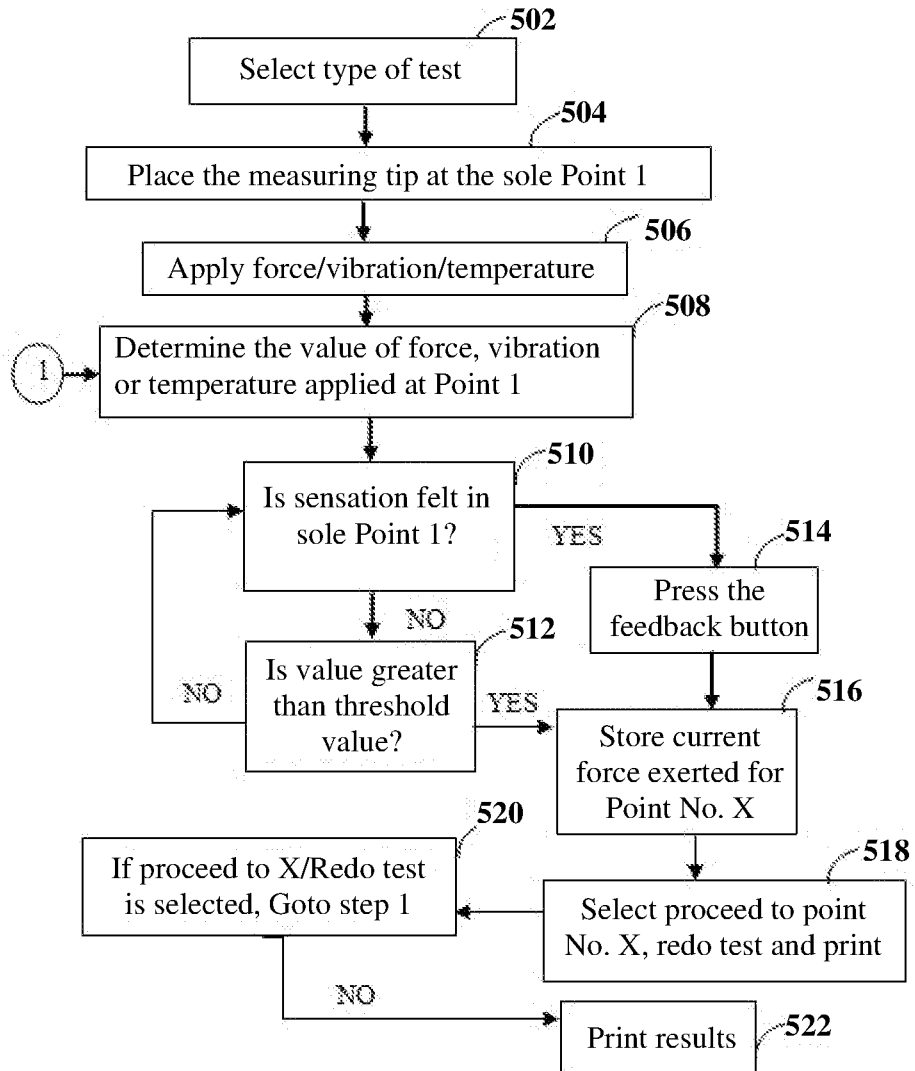 502
Select type of test
504
Place the measuring tip at the sole Point 1
506
Apply force/vibration/temperature
508
Determine the value of force, vibration
or temperature applied at Point 1
1
510
Is sensation felt in
sole Point 1?
YES
514
Press the
feedback button
NO
512
Is value greater
than threshold
value?
NO
YES
516
Store current
force exerted for
Point No. X
520
If proceed to X/Redo test
is selected, Goto step 1
518
Select proceed to point
No. X, redo test and print
NO
Print results
522